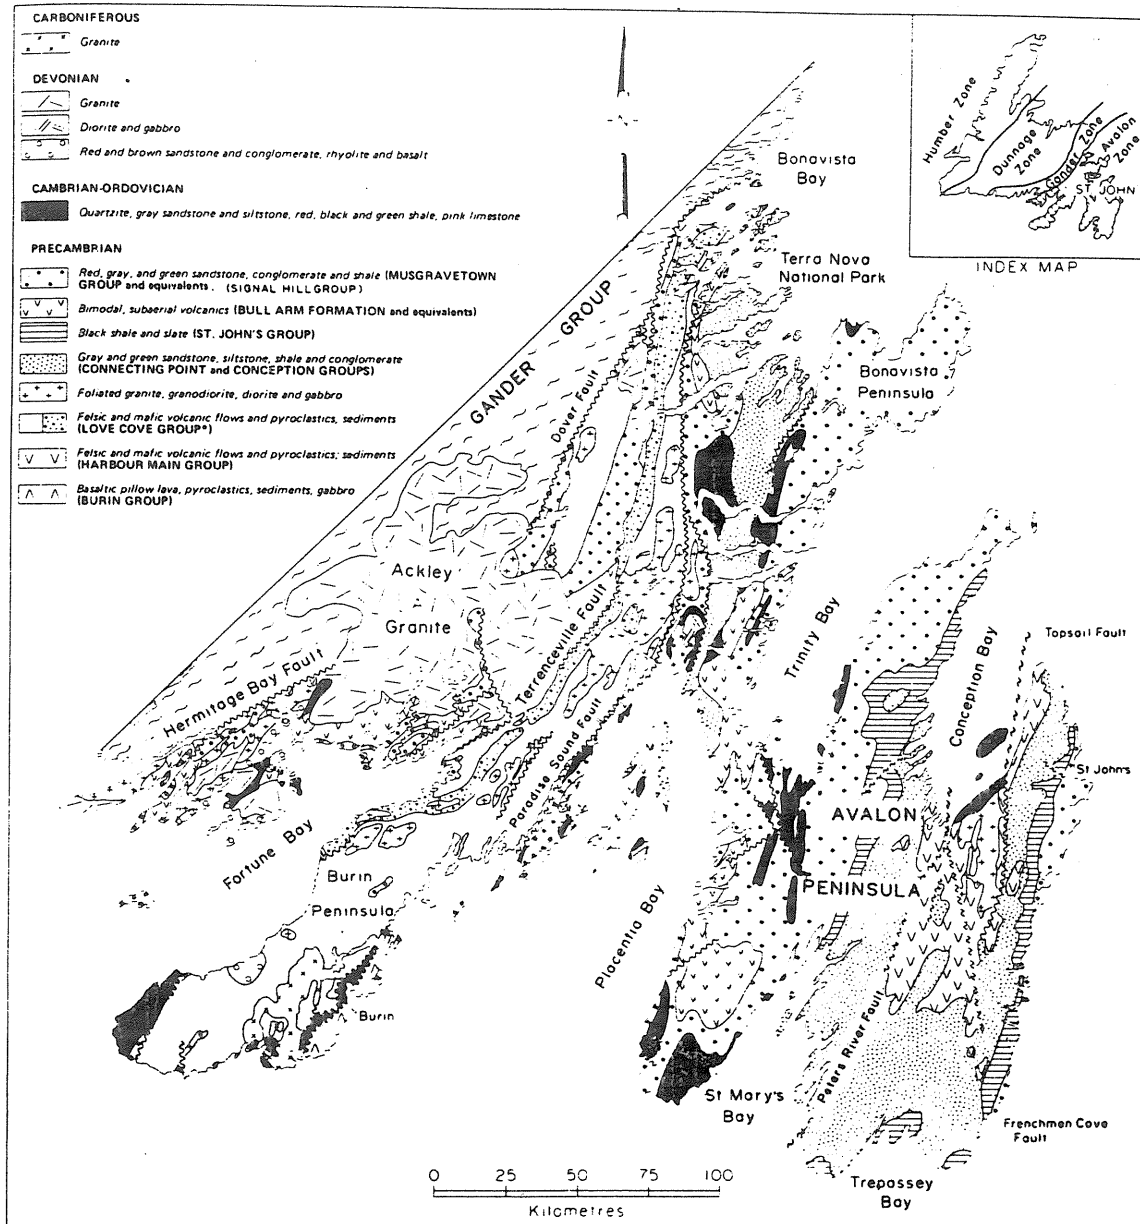 CARBONIFEROUS
Granite
DEVONIAN
Granite
Diorite and gabbro
Red and brown sandstone and conglomerate, rhyolite and basalt
CAMBRIAN-ORDOVICIAN
Quartzite, gray sandstone and siltstone, red, black and green shale, pink limestone
PRECAMBRIAN
Red, gray, and green sandstone, conglomerate and shale (MUSGRAVETOWN
GROUP and equivalents. (SIGNAL HILL GROUP)
Bimodal, subaerial volcanics (BULL ARM FORMATION and equivalents)
Black shale and slate (ST. JOHN'S GROUP)
Gray and green sandstone, siltstone, shale and conglomerate
(CONNECTING POINT and CONCEPTION GROUPS)
Foliated granite, granodiorite, diorite and gabbro
Felsic and mafic volcanic flows and pyroclastics, sediments
(LOVE COVE GROUP*)
Felsic and mafic volcanic flows and pyroclastics; sediments
(HARBOUR MAIN GROUP)
Basaltic pillow lava, pyroclastics, sediments, gabbro
(BURIN GROUP)
Humber Zone
Dunnage
Zone
Gander Zone
Avalon
Zone
ST. JOHN
INDEX MAP
Bonavista
Bay
Terra Nova
National Park
GANDER GROUP
Dover Fault
Bonavista
Peninsula
Ackley
Granite
Terrenceville Fault
Hermitage Bay Fault
Trinity Bay
Conception Bay
Topsail Fault
Paradise Sound Fault
St John's
AVALON
PENINSULA
Fortune Bay
Burin
Peninsula
Placentia Bay
Burin
Peters River Fault
St Mary's
Bay
Frenchman Cove
Fault
Trepassey
Bay
0 25 50 75 100
Kilometres